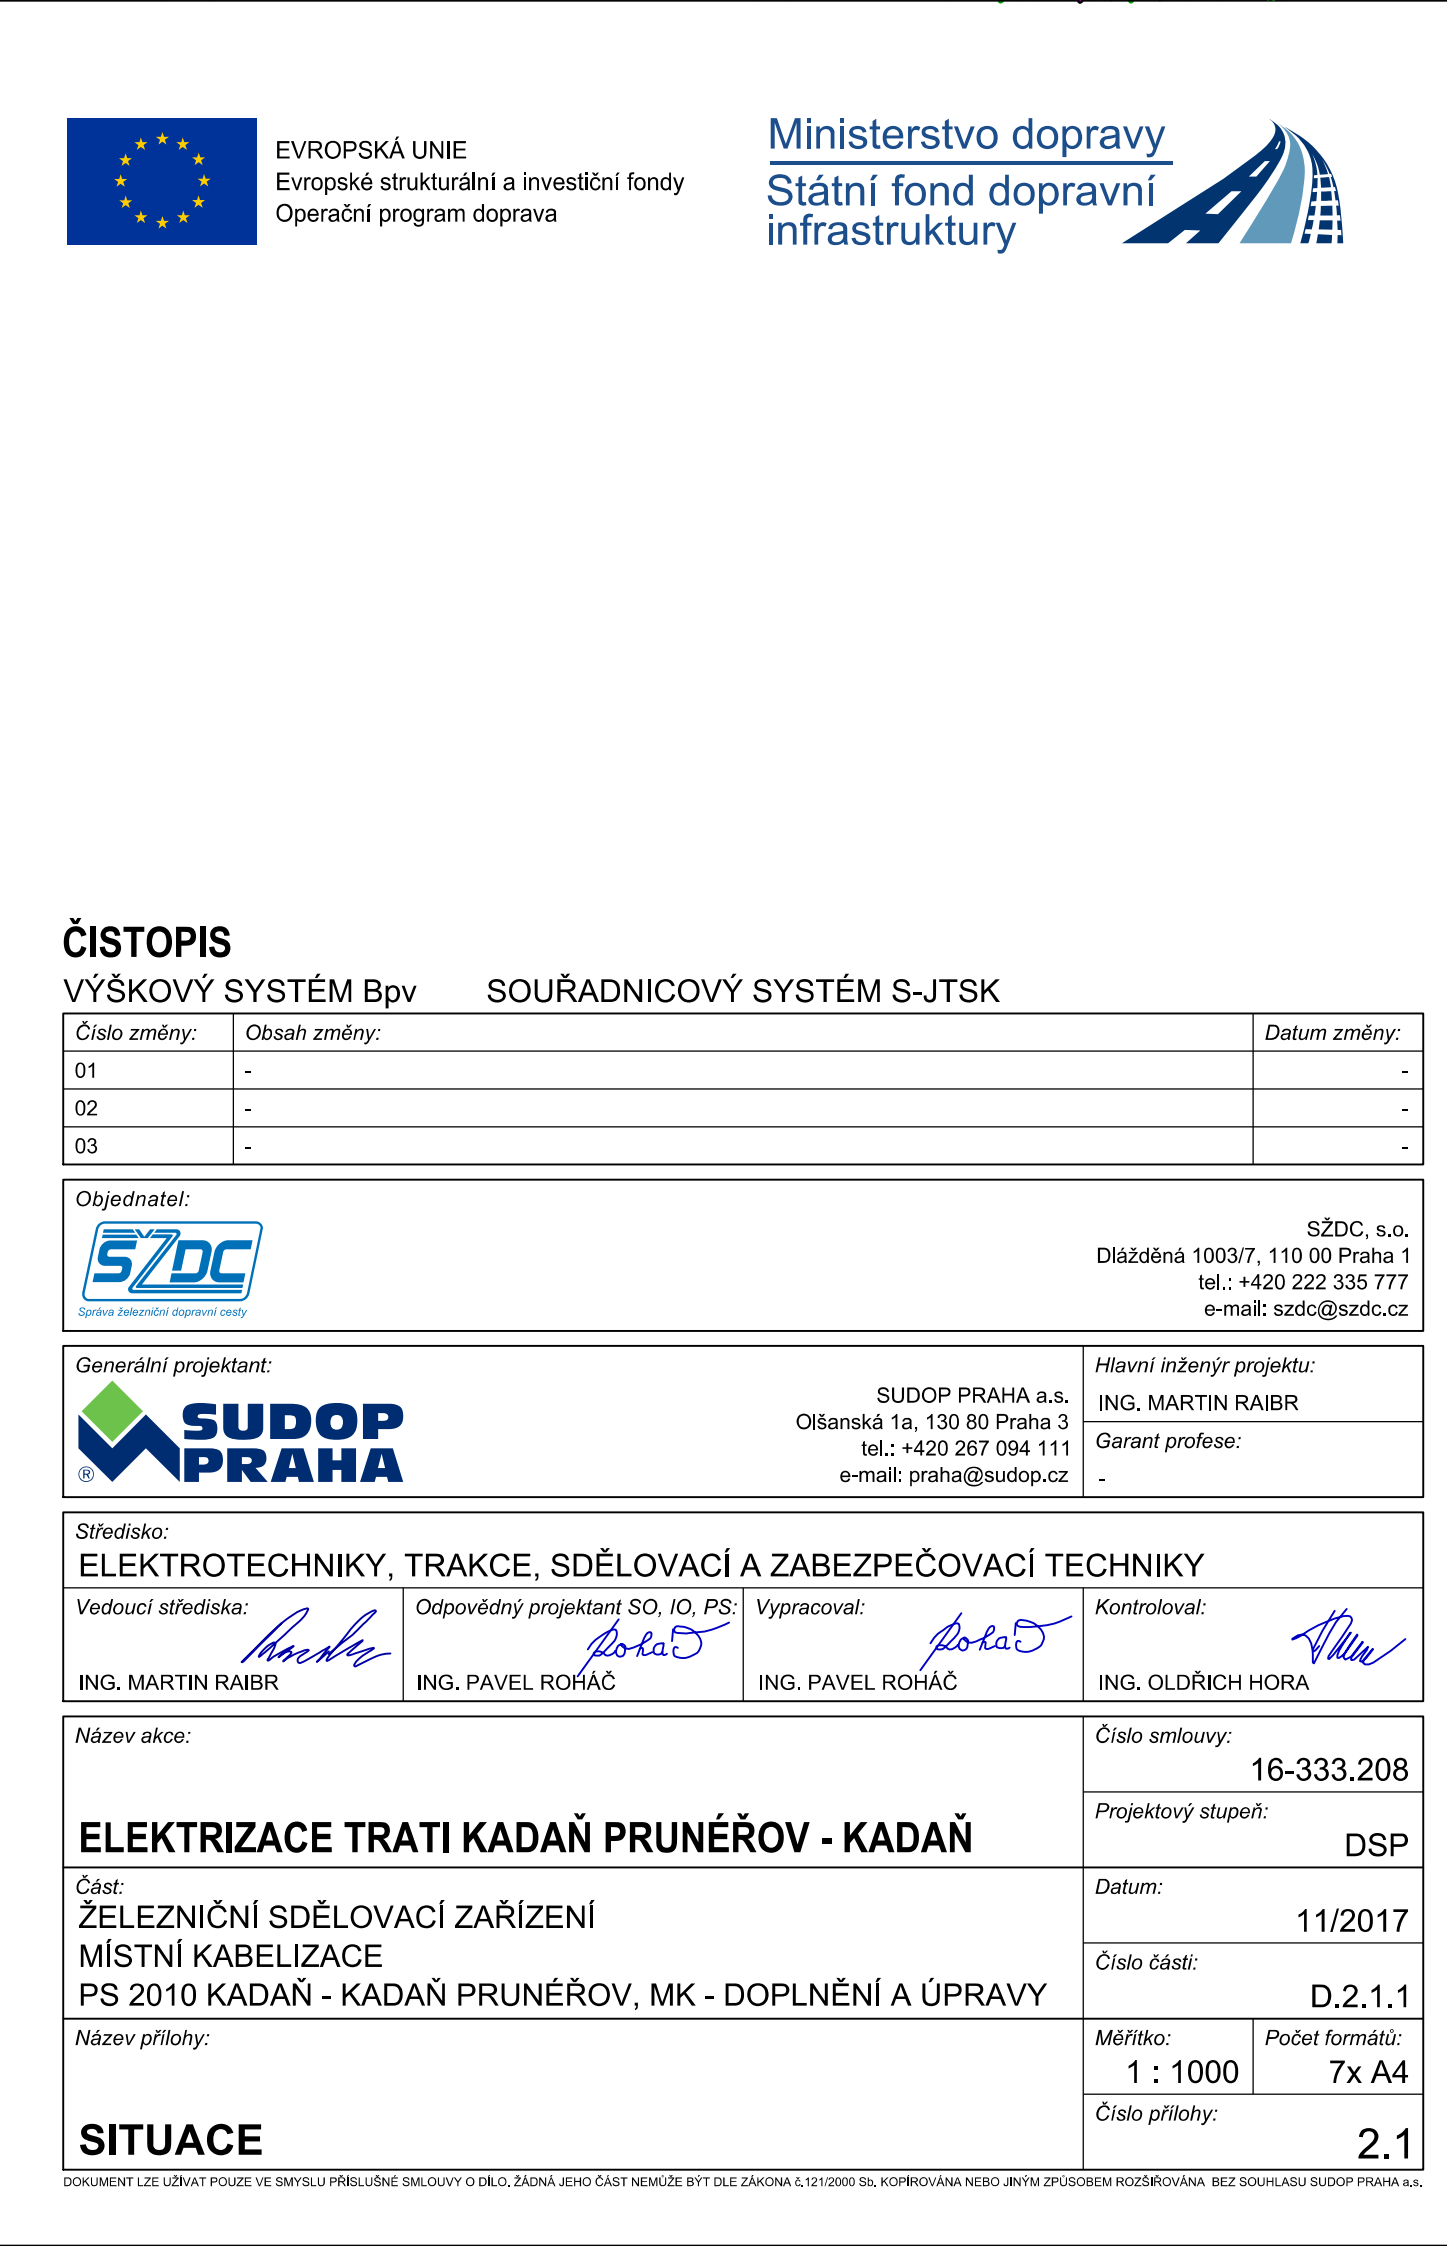 EVROPSKÁ UNIE
Evropské strukturální a investiční fondy
Operační program doprava
Ministerstvo dopravy
Státní fond dopravní
infrastruktury
ČISTOPIS
VÝŠKOVÝ SYSTÉM Bpv SOUŘADNICOVÝ SYSTÉM S-JTSK
Číslo změny: Obsah změny: Datum změny:
01 - -
02 - -
03 - -
Objednatel:
SŽDC
Správa železniční dopravní cesty
SŽDC, s.o.
Dlážděná 1003/7, 110 00 Praha 1
tel.: +420 222 335 777
e-mail: szdc@szdc.cz
Generální projektant:
SUDOP
PRAHA
®
SUDOP PRAHA a.s.
Olšanská 1a, 130 80 Praha 3
tel.: +420 267 094 111
e-mail: praha@sudop.cz
Hlavní inženýr projektu:
ING. MARTIN RAIBR
Garant profese:
-
Středisko:
ELEKTROTECHNIKY, TRAKCE, SDĚLOVACÍ A ZABEZPEČOVACÍ TECHNIKY
Vedoucí střediska:
ING. MARTIN RAIBR
Odpovědný projektant SO, IO, PS:
ING. PAVEL ROHÁČ
Vypracoval:
ING. PAVEL ROHÁČ
Kontroloval:
ING. OLDŘICH HORA
Název akce:
ELEKTRIZACE TRATI KADAŇ PRUNÉŘOV - KADAŇ
Číslo smlouvy:
16-333.208
Projektový stupeň:
DSP
Část:
ŽELEZNIČNÍ SDĚLOVACÍ ZAŘÍZENÍ
MÍSTNÍ KABELIZACE
PS 2010 KADAŇ - KADAŇ PRUNÉŘOV, MK - DOPLNĚNÍ A ÚPRAVY
Datum:
11/2017
Číslo části:
D.2.1.1
Název přílohy:
SITUACE
Měřítko:
1 : 1000
Počet formátů:
7x A4
Číslo přílohy:
2.1
DOKUMENT LZE UŽÍVAT POUZE VE SMYSLU PŘÍSLUŠNÉ SMLOUVY O DÍLO. ŽÁDNÁ JEHO ČÁST NEMŮŽE BÝT DLE ZÁKONA č.121/2000 Sb. KOPÍROVÁNA NEBO JINÝM ZPŮSOBEM ROZŠIŘOVÁNA BEZ SOUHLASU SUDOP PRAHA a.s.